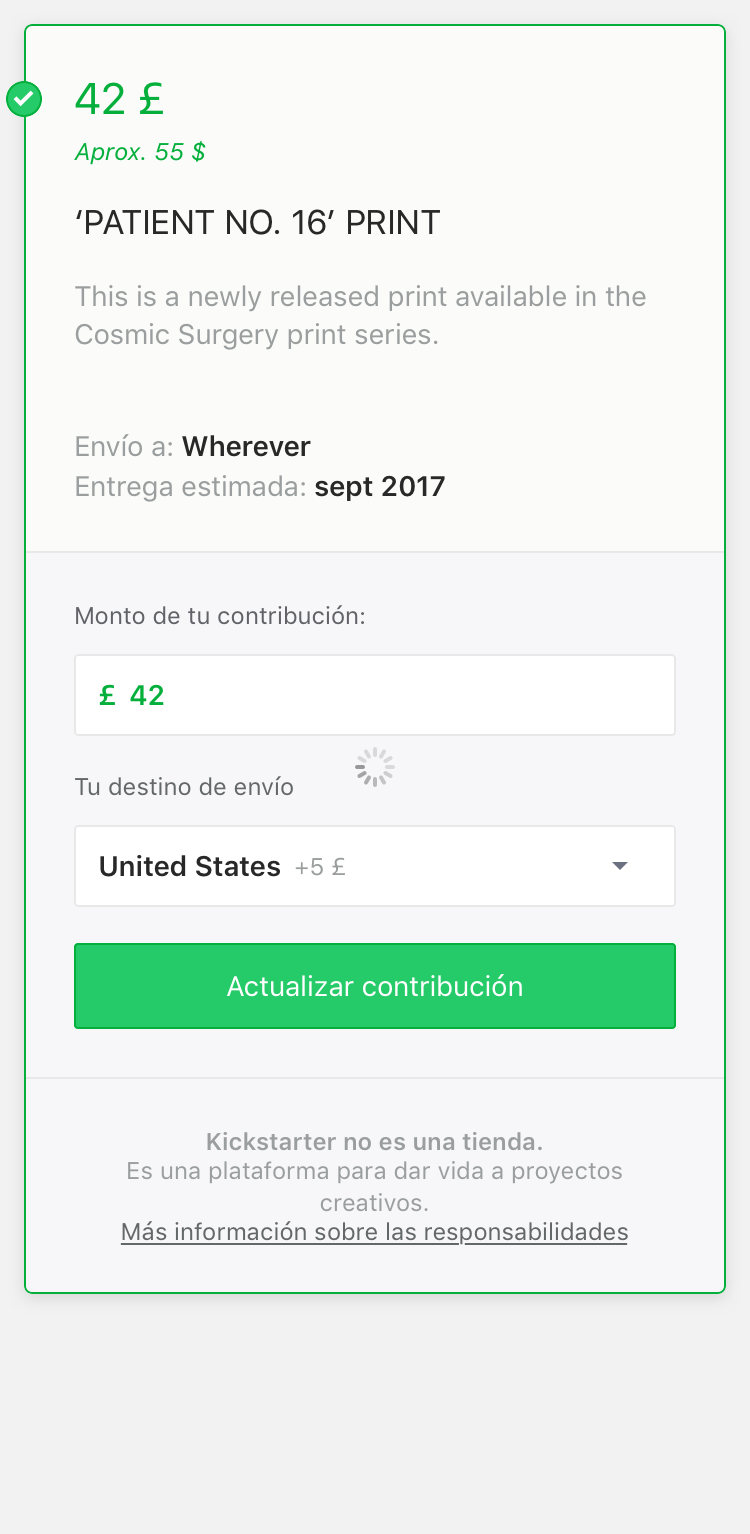 42 £
Aprox. 55 $
‘PATIENT NO. 16’ PRINT
This is a newly released print available in the
Cosmic Surgery print series.
Envío a: Wherever
Entrega estimada: sept 2017
Monto de tu contribución:
£ 42
Tu destino de envío
United States +5 £
Actualizar contribución
Kickstarter no es una tienda.
Es una plataforma para dar vida a proyectos
creativos.
Más información sobre las responsabilidades